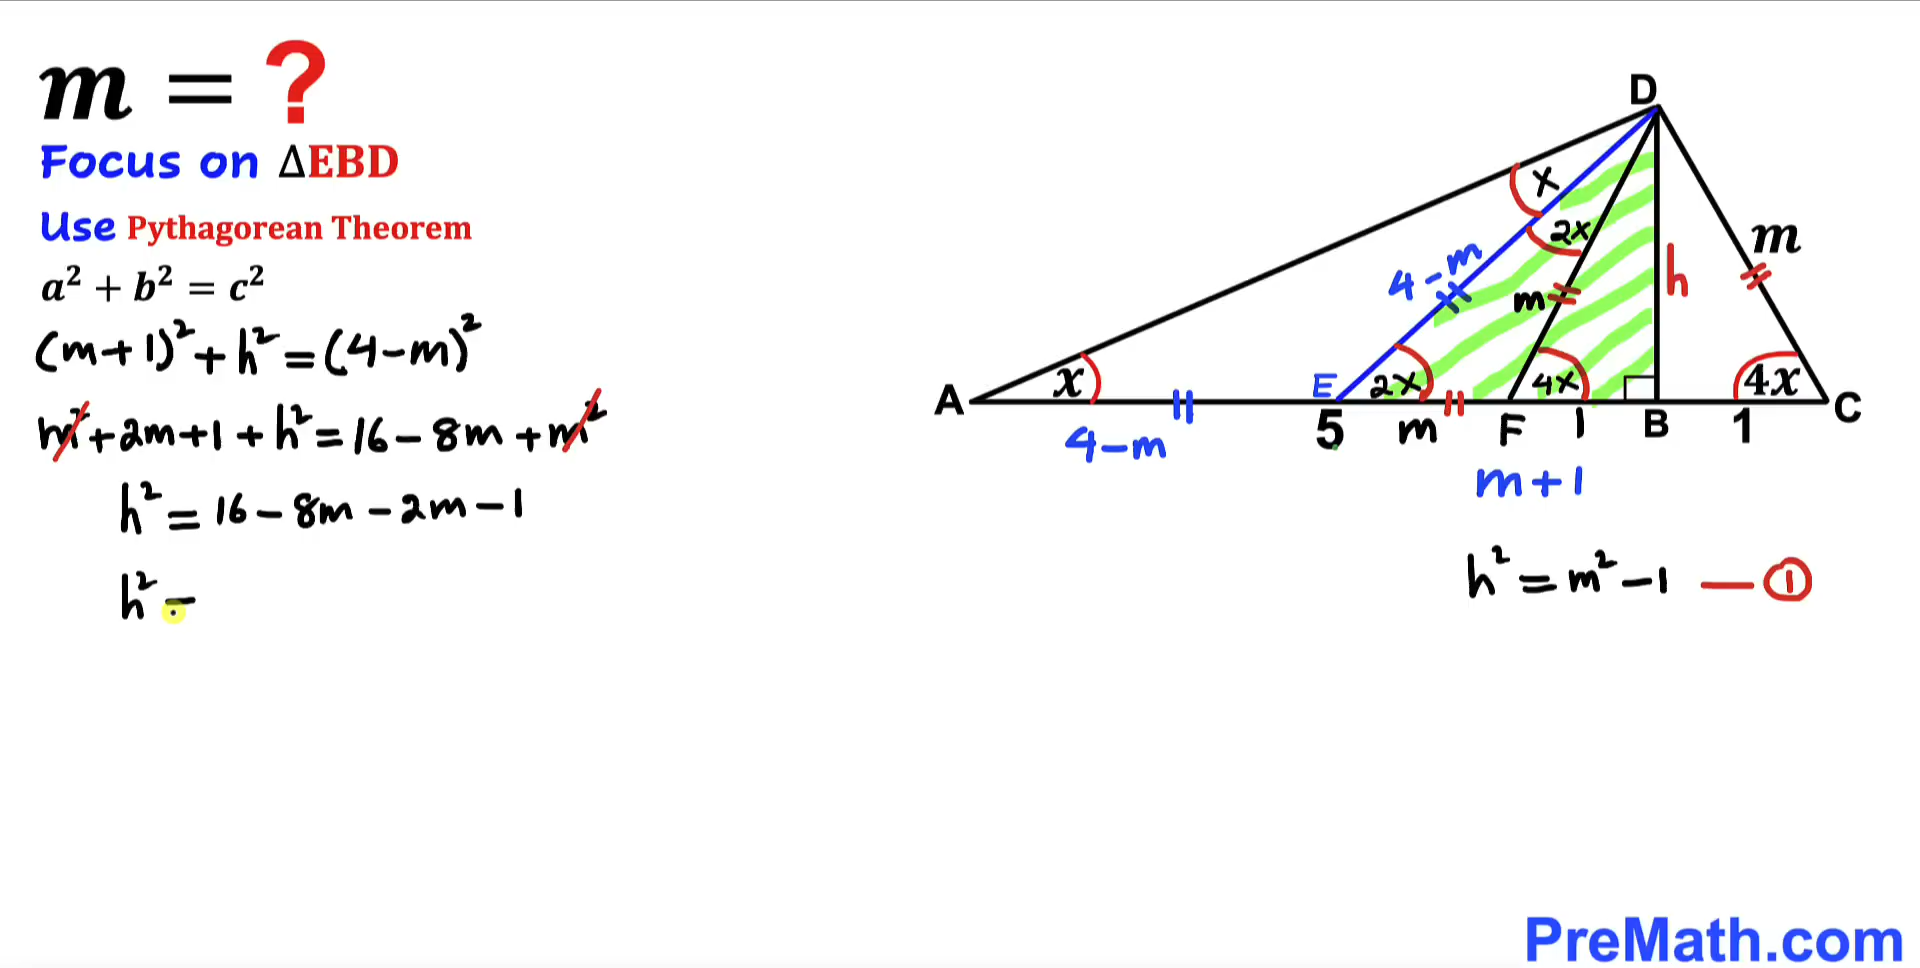 m = ?
Focus on ΔEBD
Use Pythagorean Theorem
a² + b² = c²
(m+1)² + h² = (4-m)²
m² + 2m + 1 + h² = 16 - 8m + m²
h² = 16 - 8m - 2m - 1
h² =
D
x
2x
4-m
m
h
m
A
x
E
2x
4x
4x
C
4-m
5
m
F
1
B
1
m+1
h² = m² - 1 — ①
PreMath.com